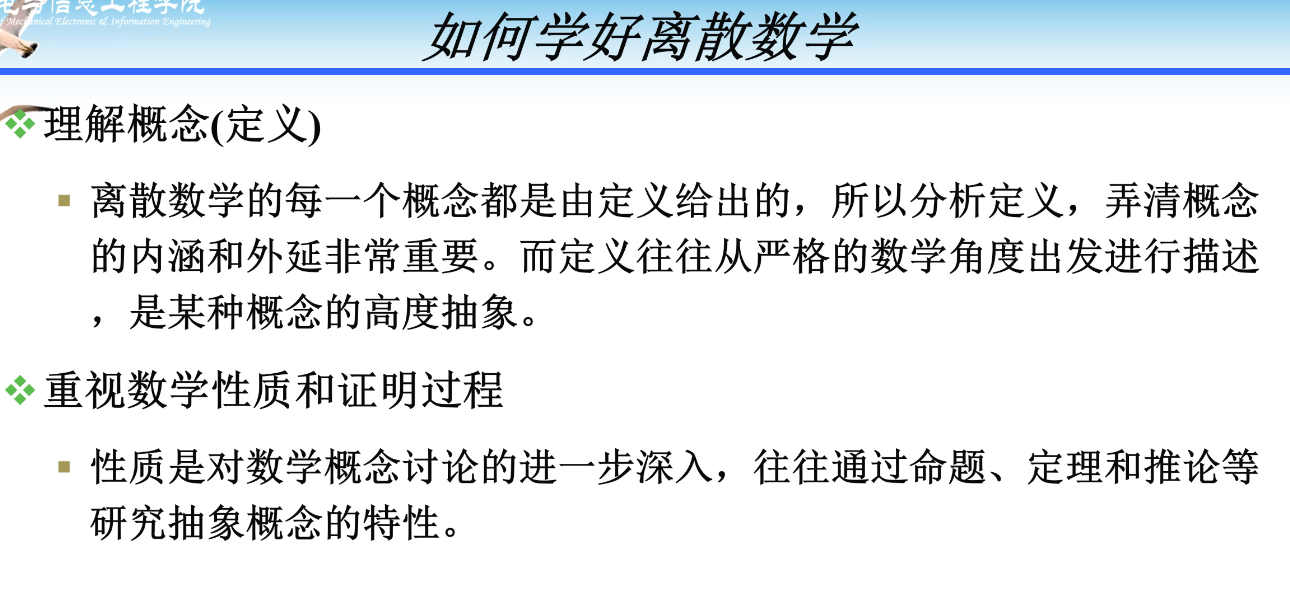 电与信息工程学院
of Mechanical Electronic & Information Engineering
如何学好离散数学
理解概念(定义)
离散数学的每一个概念都是由定义给出的，所以分析定义，弄清概念
的内涵和外延非常重要。而定义往往从严格的数学角度出发进行描述
，是某种概念的高度抽象。
重视数学性质和证明过程
性质是对数学概念讨论的进一步深入，往往通过命题、定理和推论等
研究抽象概念的特性。